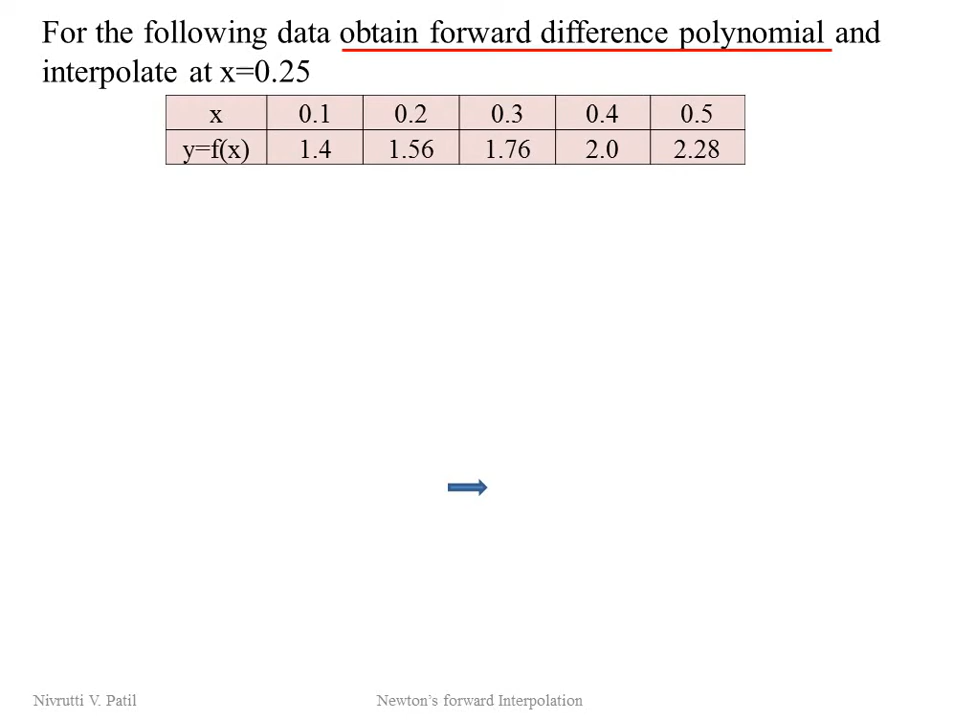 For the following data obtain forward difference polynomial and
interpolate at x=0.25
x 0.1 0.2 0.3 0.4 0.5
y=f(x) 1.4 1.56 1.76 2.0 2.28
Nivrutti V. Patil Newton's forward Interpolation